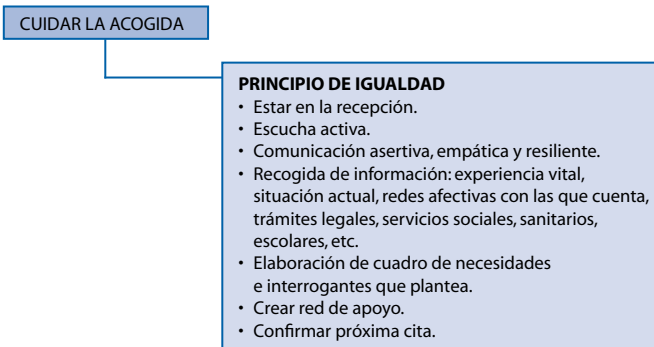 CUIDAR LA ACOGIDA
PRINCIPIO DE IGUALDAD
• Estar en la recepción.
• Escucha activa.
• Comunicación asertiva, empática y resiliente.
• Recogida de información: experiencia vital,
situación actual, redes afectivas con las que cuenta,
trámites legales, servicios sociales, sanitarios,
escolares, etc.
• Elaboración de cuadro de necesidades
e interrogantes que plantea.
• Crear red de apoyo.
• Confirmar próxima cita.